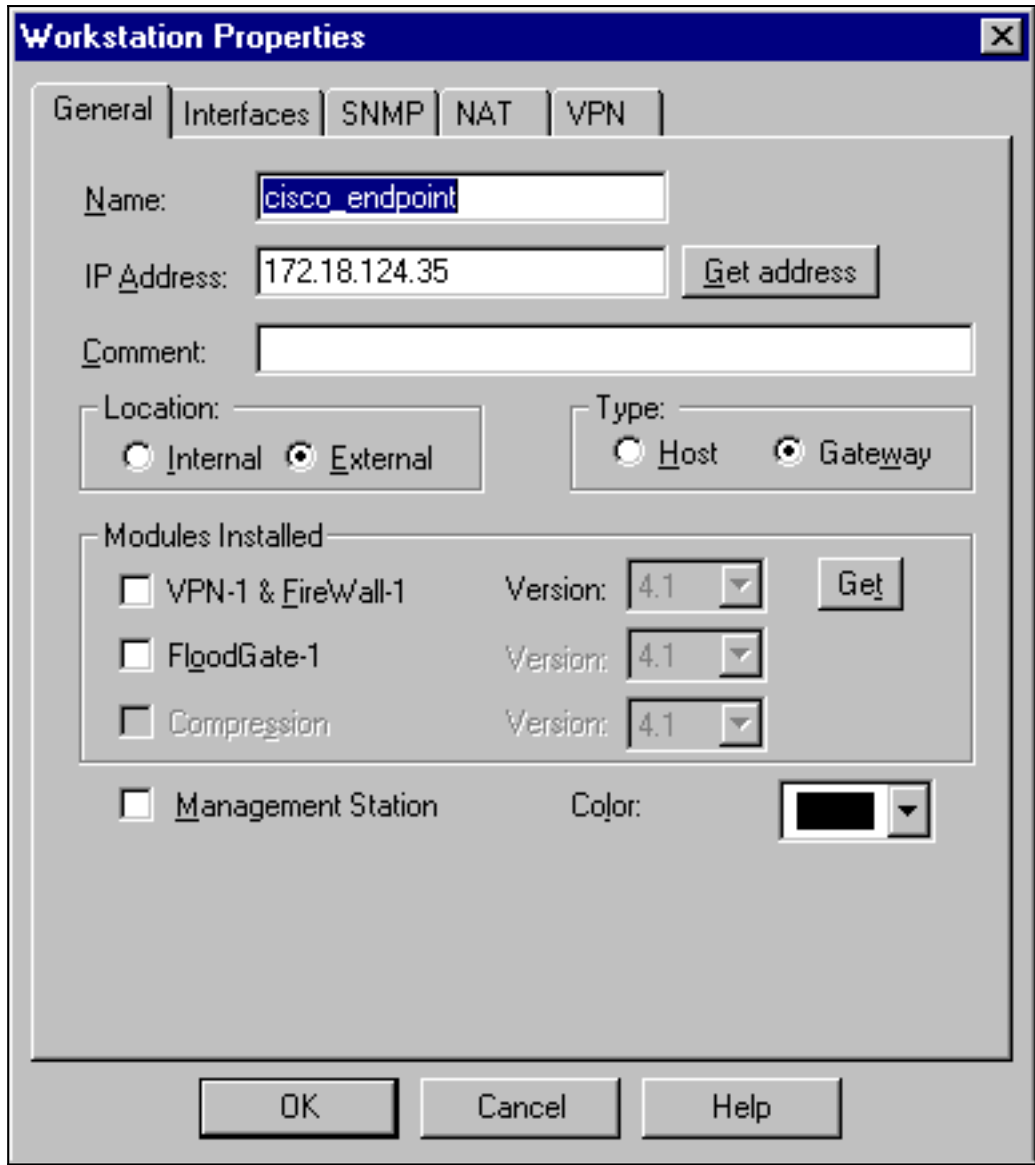 Workstation Properties
General Interfaces SNMP NAT VPN
Name: cisco_endpoint
IP Address: 172.18.124.35 Get address
Comment:
Location: Type:
Internal External Host Gateway
Modules Installed
VPN-1 & FireWall-1 Version: 4.1 Get
FloodGate-1 Version: 4.1
Compression Version: 4.1
Management Station Color:
OK Cancel Help